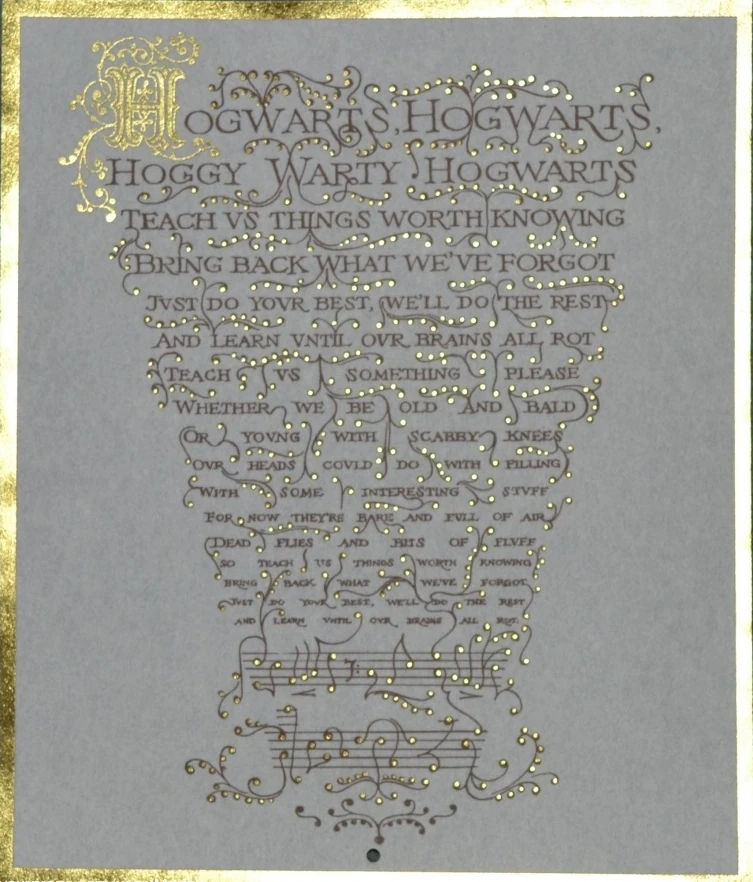 HOGWARTS, HOGWARTS,
HOGGY WARTY HOGWARTS
TEACH VS THINGS WORTH KNOWING
BRING BACK WHAT WE'VE FORGOT
JVST DO YOVR BEST, WE'LL DO THE REST
AND LEARN VNTIL OVR BRAINS ALL ROT
TEACH VS SOMETHING PLEASE
WHETHER WE BE OLD AND BALD
OR YOVNG WITH SCABBY KNEES
OVR HEADS COVLD DO WITH FILLING
WITH SOME INTERESTING STVFF
FOR NOW THEY'RE BARE AND FVLL OF AIR
DEAD FLIES AND BITS OF FLVFF
SO TEACH US THINGS WORTH KNOWING
BRING BACK WHAT WE'VE FORGOT
JVST DO YOVR BEST, WE'LL DO THE REST
AND LEARN VNTIL OVR BRAINS ALL ROT.